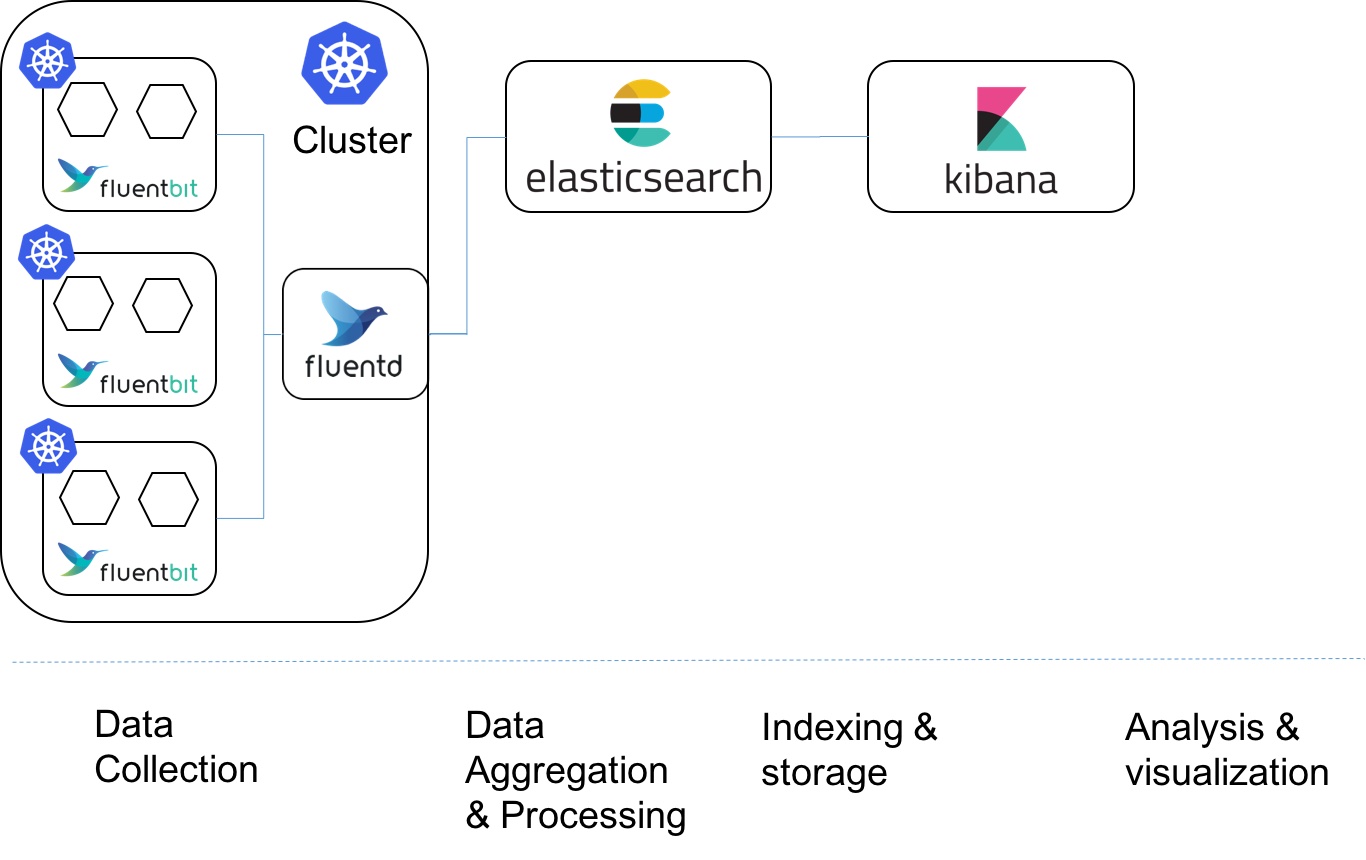 Cluster
fluentbit
fluentbit
fluentbit
fluentd
elasticsearch
kibana
Data
Collection
Data
Aggregation
& Processing
Indexing &
storage
Analysis &
visualization